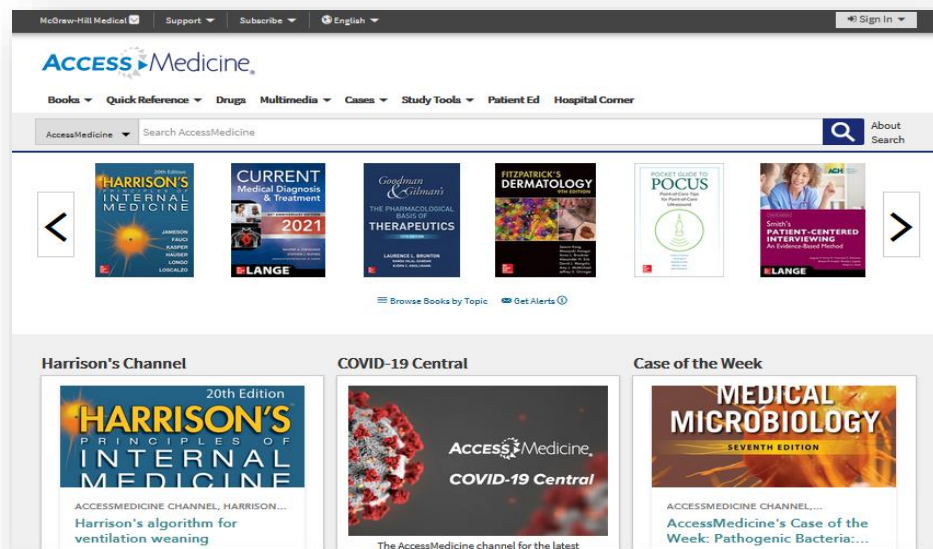 McGraw-Hill Medical Support Subscribe English Sign In
ACCESS Medicine
Books Quick Reference Drugs Multimedia Cases Study Tools Patient Ed Hospital Corner
AccessMedicine Search AccessMedicine About Search
20th Edition
HARRISON'S
PRINCIPLES OF
INTERNAL
MEDICINE
JAMESON
FAUCI
KASPER
HAUSER
LONGO
LOSCALZO
CURRENT
Medical Diagnosis
& Treatment
2021
LANGE
Goodman
& Gilman's
THE PHARMACOLOGICAL
BASIS OF
THERAPEUTICS
LAURENCE L. BRUNTON
FITZPATRICK'S
DERMATOLOGY
9TH EDITION
POCKET GUIDE TO
POCUS
Point-of-Care Tips
for Point-of-Care
Ultrasound
ACH
Smith's
PATIENT-CENTERED
INTERVIEWING
An Evidence-Based Method
LANGE
Browse Books by Topic Get Alerts
Harrison's Channel
20th Edition
HARRISON'S
PRINCIPLES OF
INTERNAL
MEDICINE
ACCESSMEDICINE CHANNEL, HARRISON...
Harrison's algorithm for
ventilation weaning
COVID-19 Central
ACCESS Medicine
COVID-19 Central
The AccessMedicine channel for the latest
Case of the Week
MEDICAL
MICROBIOLOGY
SEVENTH EDITION
ACCESSMEDICINE CHANNEL,...
AccessMedicine's Case of the
Week: Pathogenic Bacteria:...